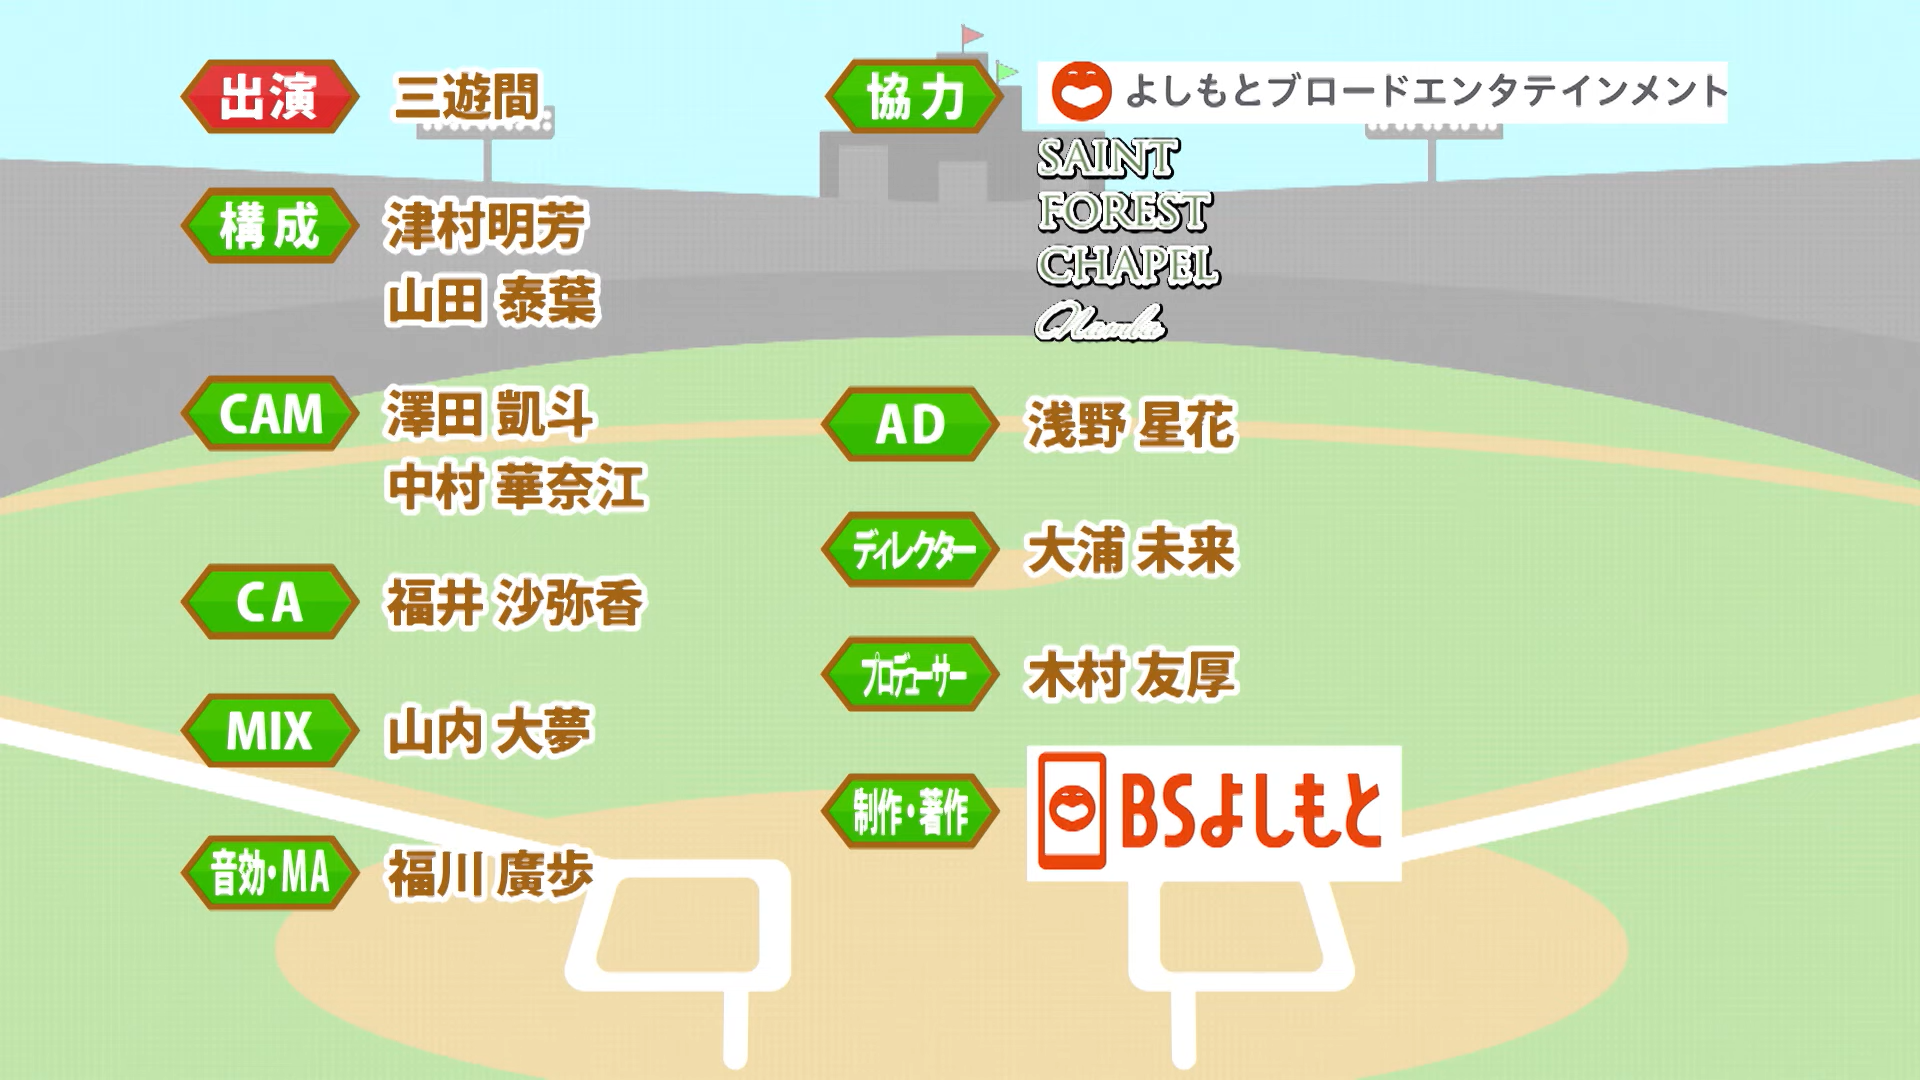 出演 三遊間
構成 津村明芳
山田 泰葉
CAM 澤田 凱斗
中村 華奈江
CA 福井 沙弥香
MIX 山内 大夢
音効・MA 福川 廣歩
協力 よしもとブロードエンタテインメント
SAINT
FOREST
CHAPEL
Namba
AD 浅野 星花
ディレクター 大浦 未来
プロデューサー 木村 友厚
制作・著作 BSよしもと